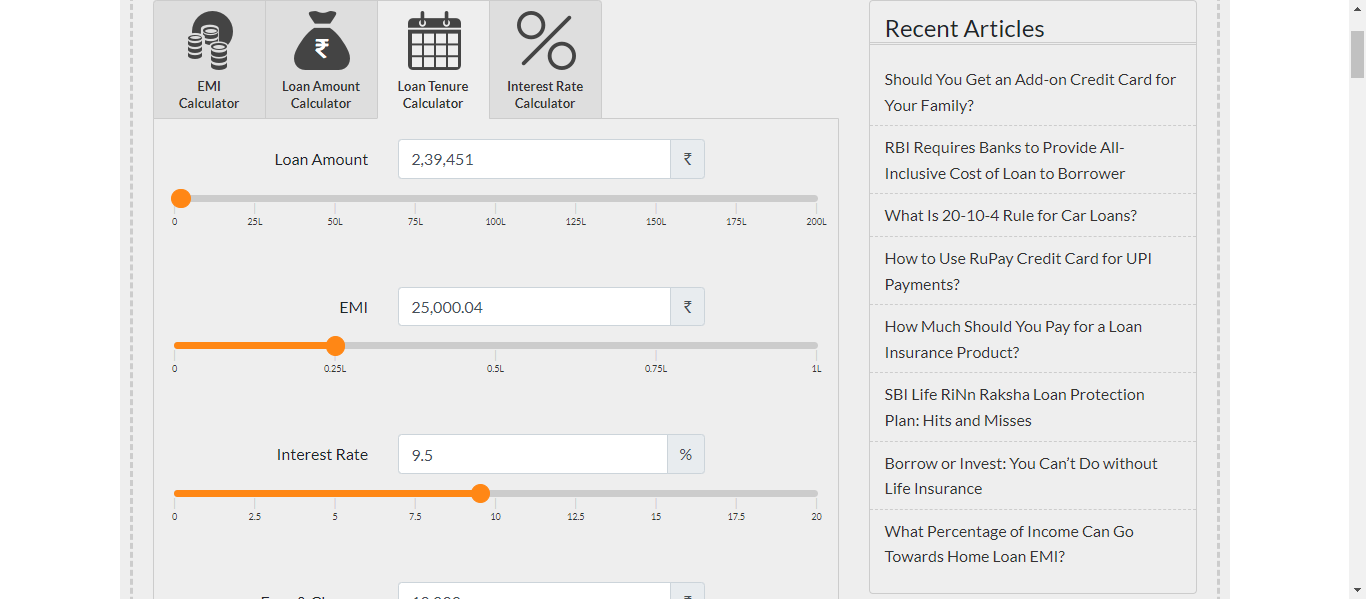 EMI
Calculator
Loan Amount
Calculator
Loan Tenure
Calculator
Interest Rate
Calculator
Loan Amount
2,39,451
₹
0 25L 50L 75L 100L 125L 150L 175L 200L
EMI
25,000.04
₹
0 0.25L 0.5L 0.75L 1L
Interest Rate
9.5
%
0 2.5 5 7.5 10 12.5 15 17.5 20
Recent Articles
Should You Get an Add-on Credit Card for
Your Family?
RBI Requires Banks to Provide All-
Inclusive Cost of Loan to Borrower
What Is 20-10-4 Rule for Car Loans?
How to Use RuPay Credit Card for UPI
Payments?
How Much Should You Pay for a Loan
Insurance Product?
SBI Life RiNn Raksha Loan Protection
Plan: Hits and Misses
Borrow or Invest: You Can’t Do without
Life Insurance
What Percentage of Income Can Go
Towards Home Loan EMI?